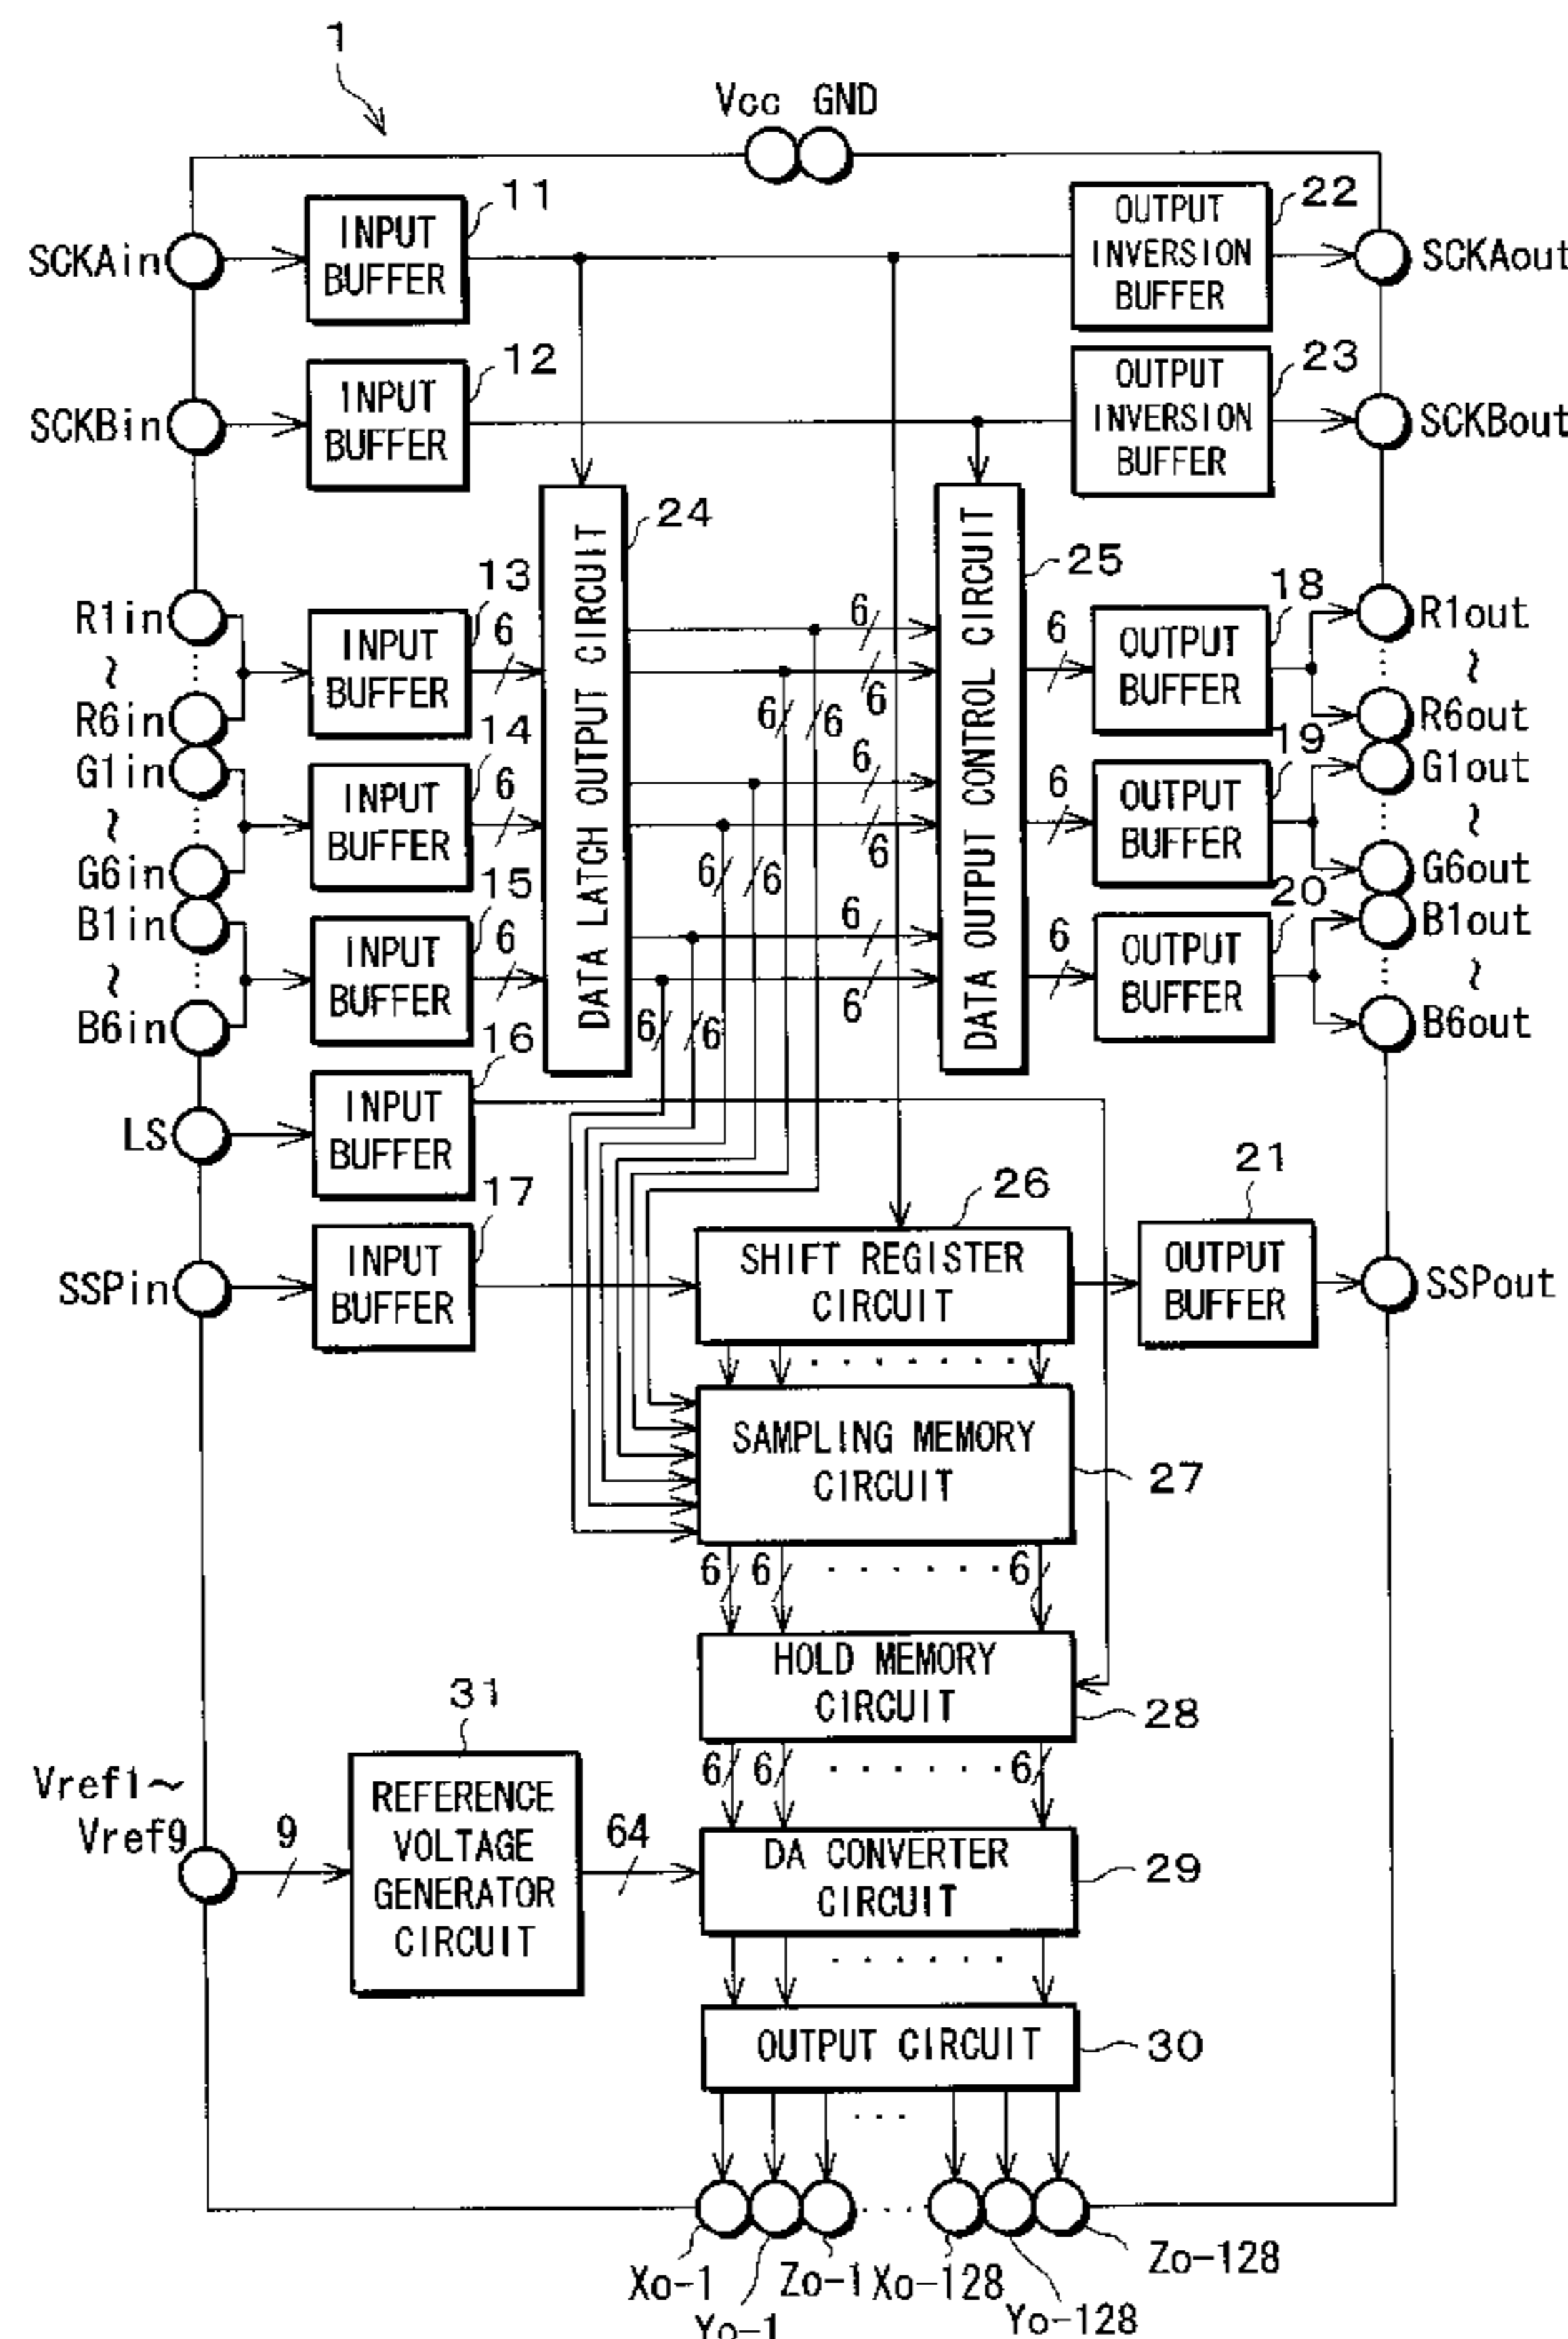 1
Vcc GND
SCKAin
INPUT
BUFFER
11
OUTPUT
INVERSION
BUFFER
22
SCKAout
SCKBin
INPUT
BUFFER
12
OUTPUT
INVERSION
BUFFER
23
SCKBout
DATA LATCH OUTPUT CIRCUIT
24
DATA OUTPUT CONTROL CIRCUIT
25
R1in
~
R6in
INPUT
BUFFER
13
6
6
6
6
6
6
OUTPUT
BUFFER
18
R1out
~
R6out
G1in
~
G6in
INPUT
BUFFER
14
6
6
6
6
6
6
OUTPUT
BUFFER
19
G1out
~
G6out
B1in
~
B6in
INPUT
BUFFER
15
6
6
6
6
6
6
OUTPUT
BUFFER
20
B1out
~
B6out
LS
INPUT
BUFFER
16
SSPin
INPUT
BUFFER
17
SHIFT REGISTER
CIRCUIT
26
OUTPUT
BUFFER
21
SSPout
SAMPLING MEMORY
CIRCUIT
27
6 6 6
HOLD MEMORY
CIRCUIT
28
6 6 6
Vref1~
Vref9
9
REFERENCE
VOLTAGE
GENERATOR
CIRCUIT
31
64
DA CONVERTER
CIRCUIT
29
OUTPUT CIRCUIT
30
Xo-1
Yo-1
Zo-1
Xo-128
Yo-128
Zo-128